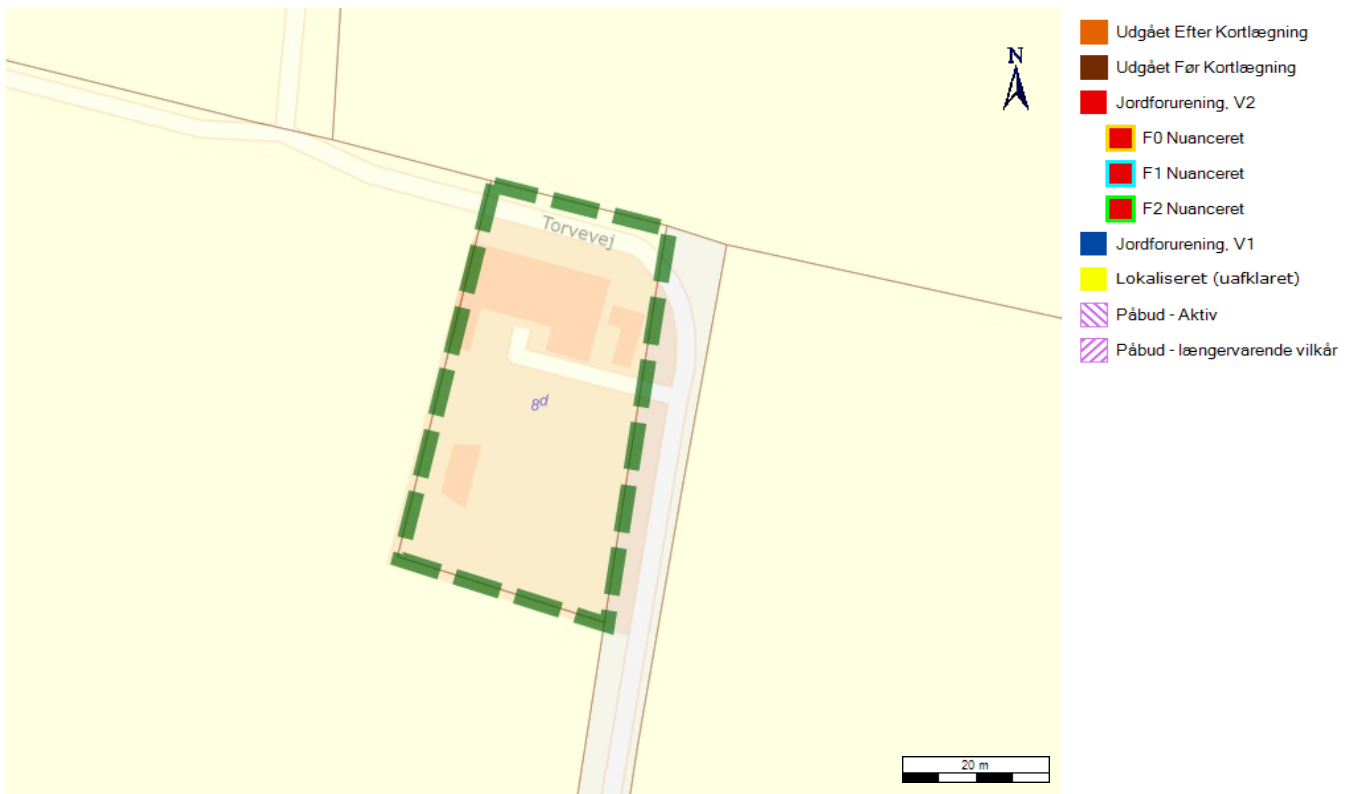 Torvevej
8d
N
20 m
Udgået Efter Kortlægning
Udgået Før Kortlægning
Jordforurening, V2
F0 Nuanceret
F1 Nuanceret
F2 Nuanceret
Jordforurening, V1
Lokaliseret (uafklaret)
Påbud - Aktiv
Påbud - længervarende vilkår